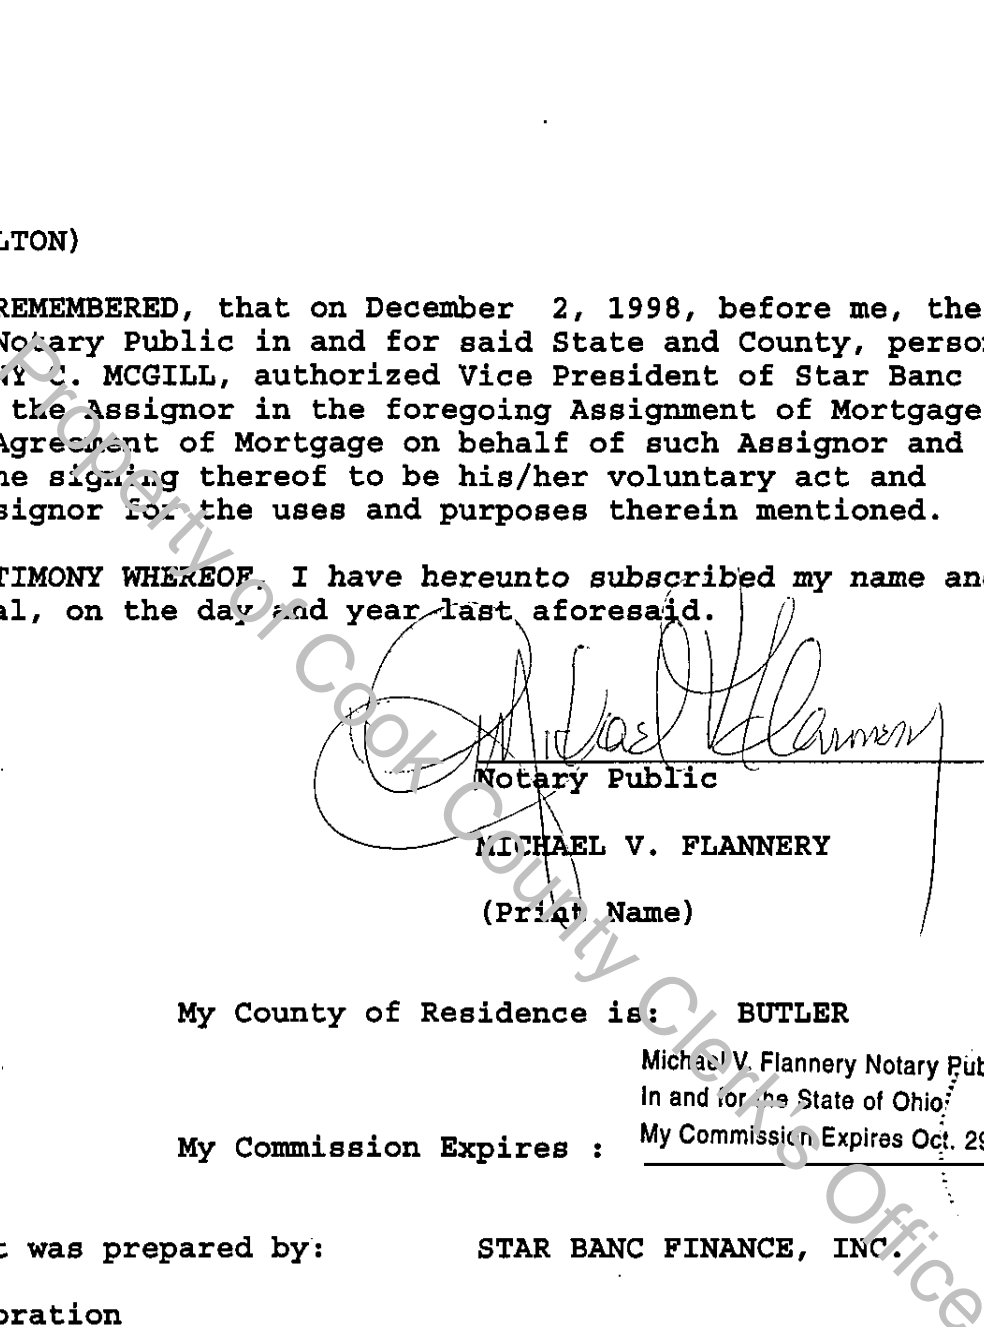 LTON)
REMEMBERED, that on December 2, 1998, before me, the
Notary Public in and for said State and County, perso
NY C. MCGILL, authorized Vice President of Star Banc
the Assignor in the foregoing Assignment of Mortgage
Agreement of Mortgage on behalf of such Assignor and
he signing thereof to be his/her voluntary act and
signor for the uses and purposes therein mentioned.
TIMONY WHEREOF, I have hereunto subscribed my name an
al, on the day and year last aforesaid.
Michael V Flannery
Notary Public
MICHAEL V. FLANNERY
(Print Name)
My County of Residence is: BUTLER
Michael V. Flannery Notary Pub
In and for the State of Ohio
My Commission Expires Oct. 29
My Commission Expires :
t was prepared by: STAR BANC FINANCE, INC.
oration
Property of Cook County Clerk's Office